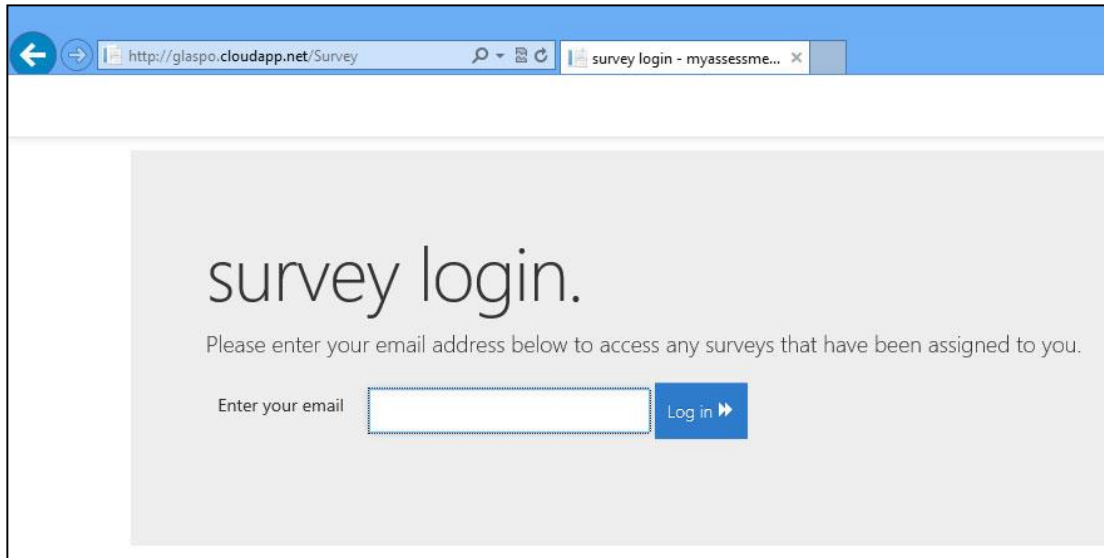 http://glaspo.cloudapp.net/Survey
survey login - myassessme...
survey login.
Please enter your email address below to access any surveys that have been assigned to you.
Enter your email
Log in